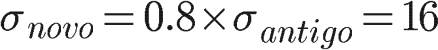 σ_novo = 0.8 × σ_antigo = 16